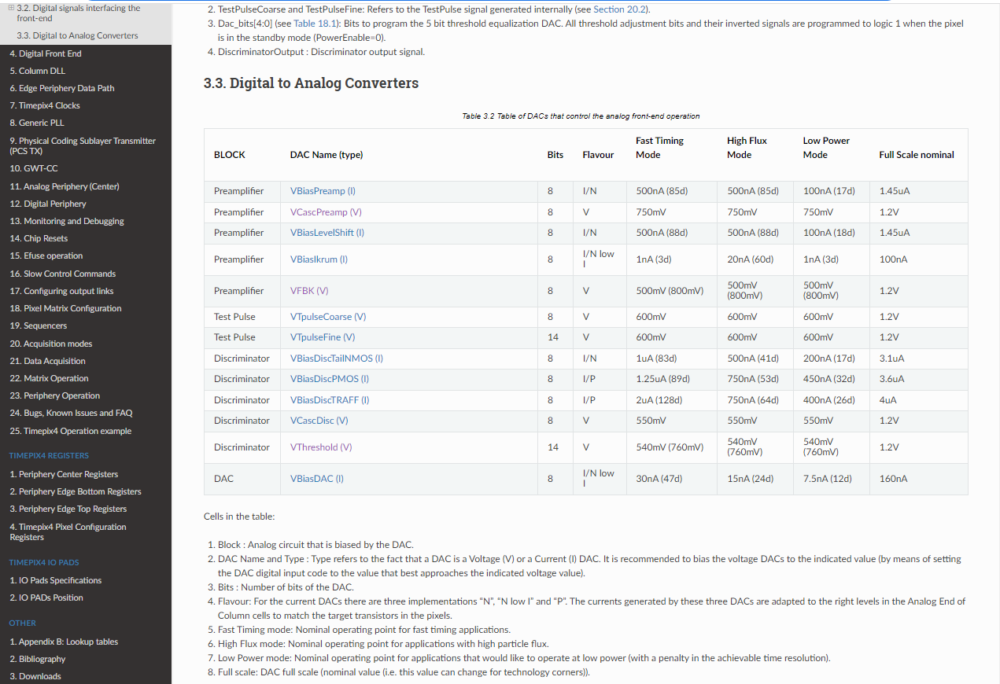 3.2. Digital signals interfacing the
front-end
3.3. Digital to Analog Converters
4. Digital Front End
5. Column DLL
6. Edge Periphery Data Path
7. Timepix4 Clocks
8. Generic PLL
9. Physical Coding Sublayer Transmitter
(PCS TX)
10. GWT-CC
11. Analog Periphery (Center)
12. Digital Periphery
13. Monitoring and Debugging
14. Chip Resets
15. Efuse operation
16. Slow Control Commands
17. Configuring output links
18. Pixel Matrix Configuration
19. Sequencers
20. Acquisition modes
21. Data Acquisition
22. Matrix Operation
23. Periphery Operation
24. Bugs, Known Issues and FAQ
25. Timepix4 Operation example
TIMEPIX4 REGISTERS
1. Periphery Center Registers
2. Periphery Edge Bottom Registers
3. Periphery Edge Top Registers
4. Timepix4 Pixel Configuration
Registers
TIMEPIX4 IO PADS
1. IO Pads Specifications
2. IO PADs Position
OTHER
1. Appendix B: Lookup tables
2. Bibliography
3. Downloads
2. TestPulseCoarse and TestPulseFine: Refers to the TestPulse signal generated internally (see Section 20.2).
3. Dac_bits[4:0] (see Table 18.1): Bits to program the 5 bit threshold equalization DAC. All threshold adjustment bits and their inverted signals are programmed to logic 1 when the pixel
is in the standby mode (PowerEnable=0).
4. DiscriminatorOutput : Discriminator output signal.
3.3. Digital to Analog Converters
Table 3.2 Table of DACs that control the analog front-end operation
BLOCK DAC Name (type) Bits Flavour Fast Timing Mode High Flux Mode Low Power Mode Full Scale nominal
Preamplifier VBiasPreamp (I) 8 I/N 500nA (85d) 500nA (85d) 100nA (17d) 1.45uA
Preamplifier VCascPreamp (V) 8 V 750mV 750mV 750mV 1.2V
Preamplifier VBiasLevelShift (I) 8 I/N 500nA (88d) 500nA (88d) 100nA (18d) 1.45uA
Preamplifier VBiasIkrum (I) 8 I/N low I 1nA (3d) 20nA (60d) 1nA (3d) 100nA
Preamplifier VFBK (V) 8 V 500mV (800mV) 500mV (800mV) 500mV (800mV) 1.2V
Test Pulse VTpulseCoarse (V) 8 V 600mV 600mV 600mV 1.2V
Test Pulse VTpulseFine (V) 14 V 600mV 600mV 600mV 1.2V
Discriminator VBiasDiscTailNMOS (I) 8 I/N 1uA (83d) 500nA (41d) 200nA (17d) 3.1uA
Discriminator VBiasDiscPMOS (I) 8 I/P 1.25uA (89d) 750nA (53d) 450nA (32d) 3.6uA
Discriminator VBiasDiscTRAFF (I) 8 I/P 2uA (128d) 750nA (64d) 400nA (26d) 4uA
Discriminator VCascDisc (V) 8 V 550mV 550mV 550mV 1.2V
Discriminator VThreshold (V) 14 V 540mV (760mV) 540mV (760mV) 540mV (760mV) 1.2V
DAC VBiasDAC (I) 8 I/N low I 30nA (47d) 15nA (24d) 7.5nA (12d) 160nA
Cells in the table:
1. Block : Analog circuit that is biased by the DAC.
2. DAC Name and Type : Type refers to the fact that a DAC is a Voltage (V) or a Current (I) DAC. It is recommended to bias the voltage DACs to the indicated value (by means of setting
the DAC digital input code to the value that best approaches the indicated voltage value).
3. Bits : Number of bits of the DAC.
4. Flavour: For the current DACs there are three implementations “N”, “N low I” and “P”. The currents generated by these three DACs are adapted to the right levels in the Analog End of
Column cells to match the target transistors in the pixels.
5. Fast Timing mode: Nominal operating point for fast timing applications.
6. High Flux mode: Nominal operating point for applications with high particle flux.
7. Low Power mode: Nominal operating point for applications that would like to operate at low power (with a penalty in the achievable time resolution).
8. Full scale: DAC full scale (nominal value (i.e. this value can change for technology corners)).